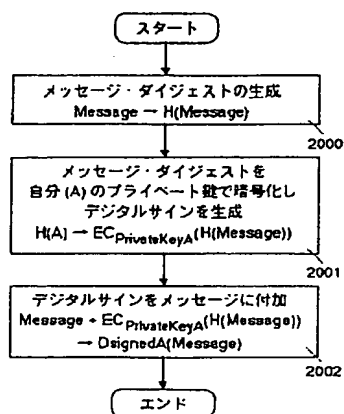 スタート
メッセージ・ダイジェストの生成
Message → H(Message)
2000
メッセージ・ダイジェストを
自分(A)のプライベート鍵で暗号化し
デジタルサインを生成
H(A) → EC_PrivateKeyA(H(Message))
2001
デジタルサインをメッセージに付加
Message + EC_PrivateKeyA(H(Message))
→ DsignedA(Message)
2002
エンド